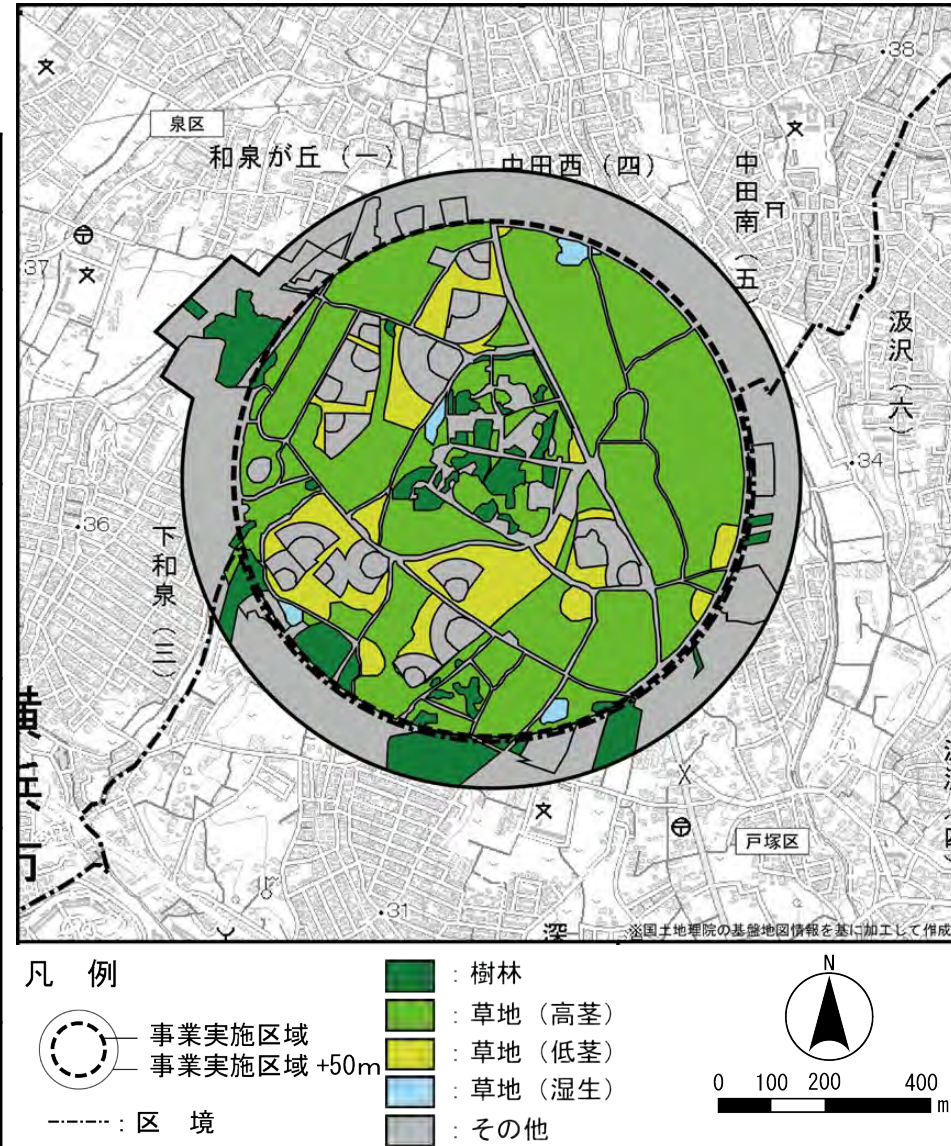 38
泉区
和泉が丘（一）
中田西（四）
中田南（五）
37
汲沢（六）
34
36
下和泉（三）
横浜市
戸塚区
31
深
※国土地理院の基盤地図情報を基に加工して作成
凡 例
事業実施区域
事業実施区域 +50m
: 区 境
: 樹林
: 草地（高茎）
: 草地（低茎）
: 草地（湿生）
: その他
N
0 100 200 400
m